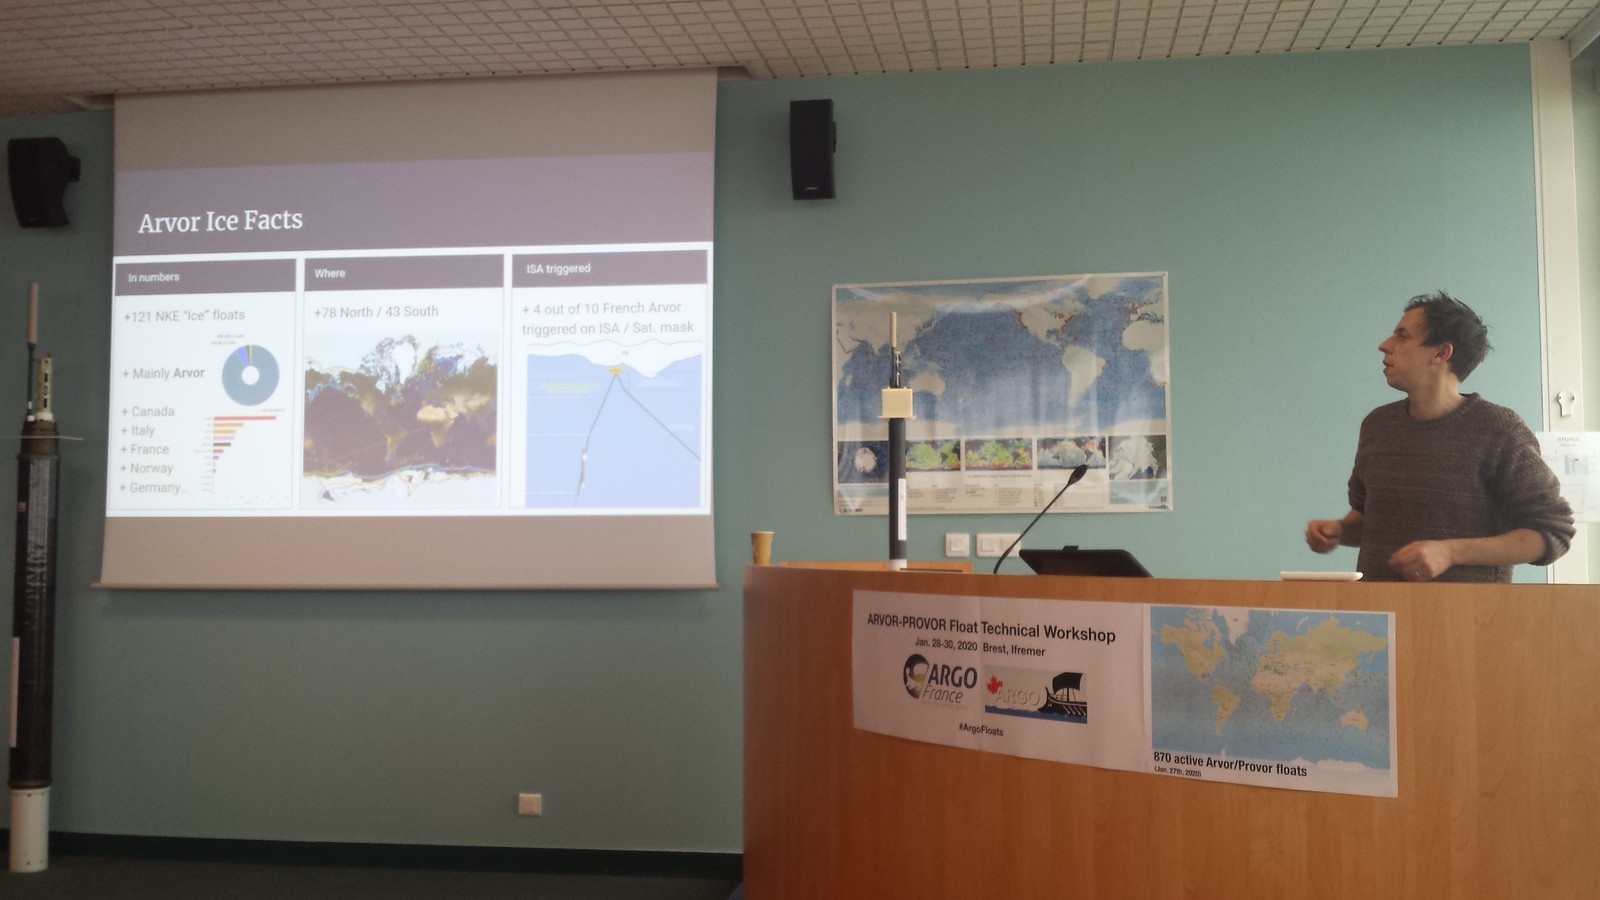 Arvor Ice Facts
In numbers
+121 NKE “Ice” floats
+ Mainly Arvor
+ Canada
+ Italy
+ France
+ Norway
+ Germany..
Where
+78 North / 43 South
ISA triggered
+ 4 out of 10 French Arvor
triggered on ISA / Sat. mask
ARVOR-PROVOR Float Technical Workshop
Jan. 28-30, 2020 Brest, Ifremer
ARGO
France
ARGO
#ArgoFloats
870 active Arvor/Provor floats
(Jan. 27th, 2020)